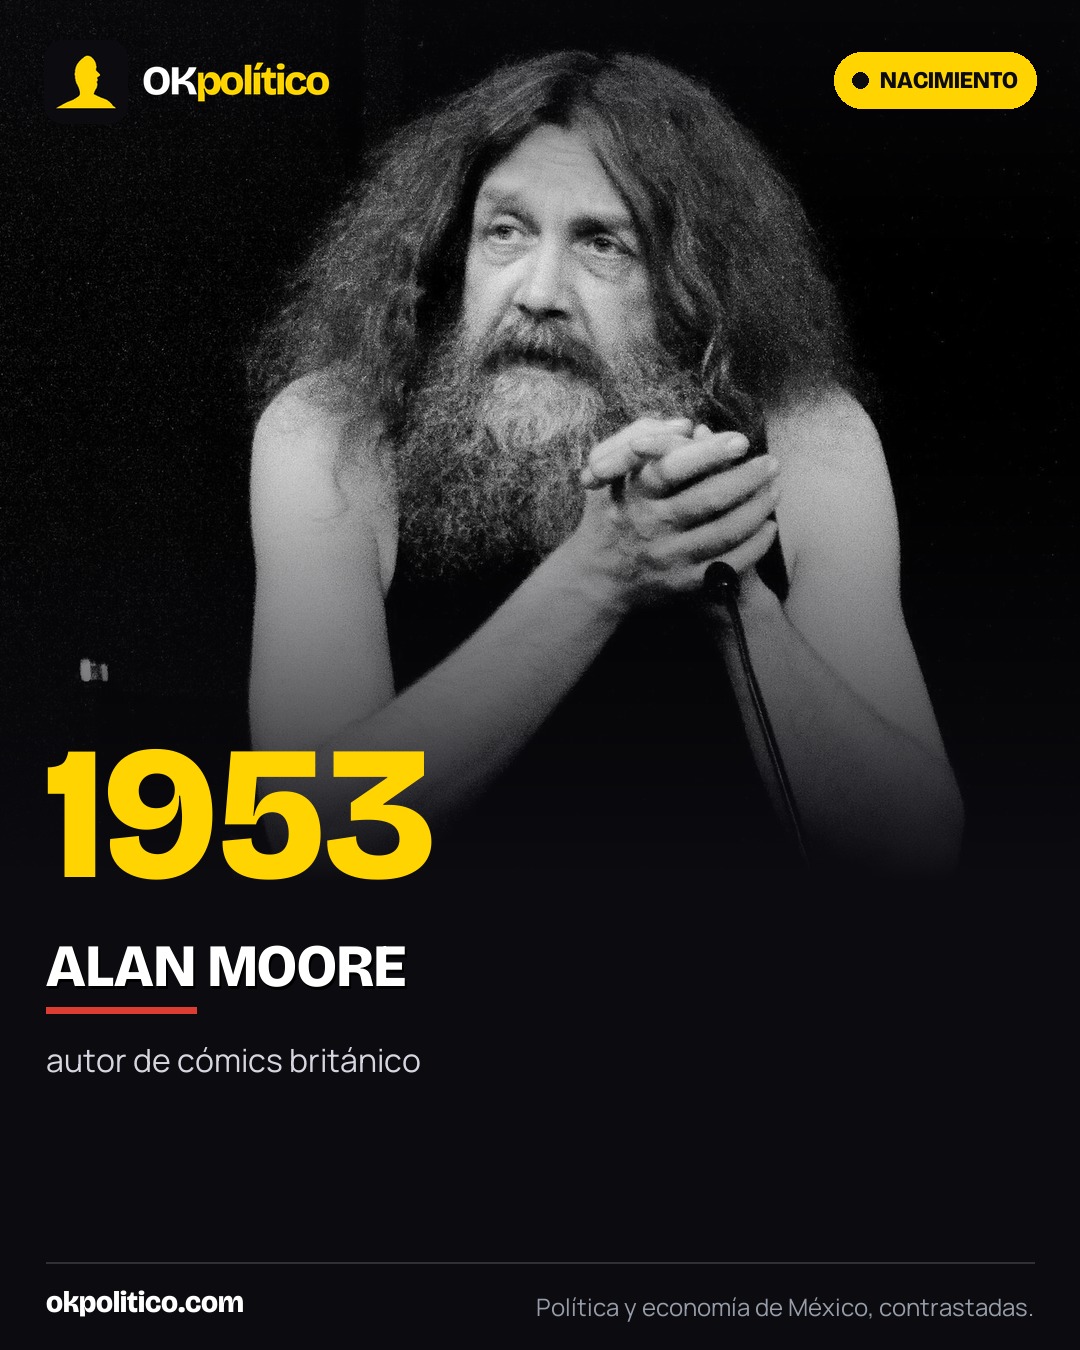 OKpolítico
NACIMIENTO
1953
ALAN MOORE
autor de cómics británico
okpolitico.com
Política y economía de México, contrastadas.